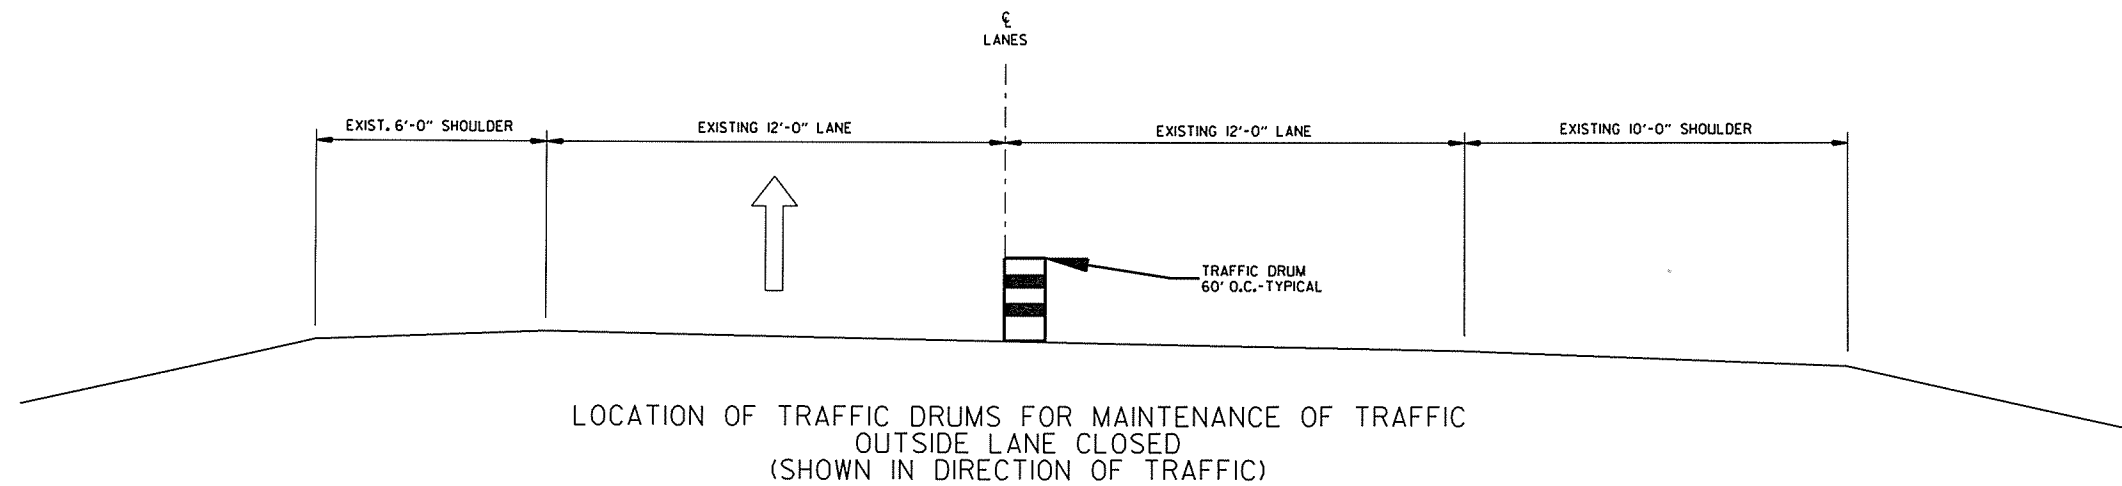 ℄
LANES
EXIST. 6'-0" SHOULDER
EXISTING 12'-0" LANE
EXISTING 12'-0" LANE
EXISTING 10'-0" SHOULDER
TRAFFIC DRUM
60' O.C.-TYPICAL
LOCATION OF TRAFFIC DRUMS FOR MAINTENANCE OF TRAFFIC
OUTSIDE LANE CLOSED
(SHOWN IN DIRECTION OF TRAFFIC)